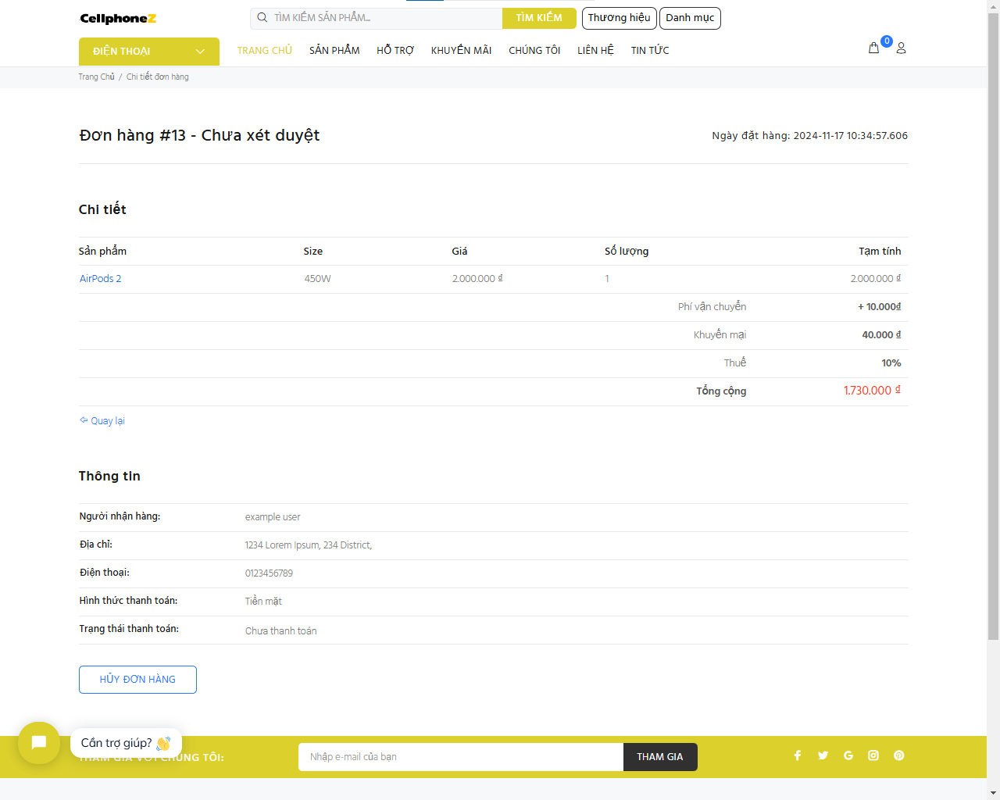 CellphoneZ
TÌM KIẾM SẢN PHẨM...
TÌM KIẾM
Thương hiệu
Danh mục
ĐIỆN THOẠI
TRANG CHỦ
SẢN PHẨM
HỖ TRỢ
KHUYẾN MÃI
CHÚNG TÔI
LIÊN HỆ
TIN TỨC
0
Trang Chủ / Chi tiết đơn hàng
Đơn hàng #13 - Chưa xét duyệt
Ngày đặt hàng: 2024-11-17 10:34:57.606
Chi tiết
Sản phẩm Size Giá Số lượng Tạm tính
AirPods 2 450W 2.000.000 ₫ 1 2.000.000 ₫
Phí vận chuyển + 10.000₫
Khuyến mại 40.000 ₫
Thuế 10%
Tổng cộng 1.730.000 ₫
Quay lại
Thông tin
Người nhận hàng: example user
Địa chỉ: 1234 Lorem Ipsum, 234 District,
Điện thoại: 0123456789
Hình thức thanh toán: Tiền mặt
Trạng thái thanh toán: Chưa thanh toán
HỦY ĐƠN HÀNG
Cần trợ giúp? 👋
THAM GIA VỚI CHÚNG TÔI:
Nhập e-mail của bạn
THAM GIA